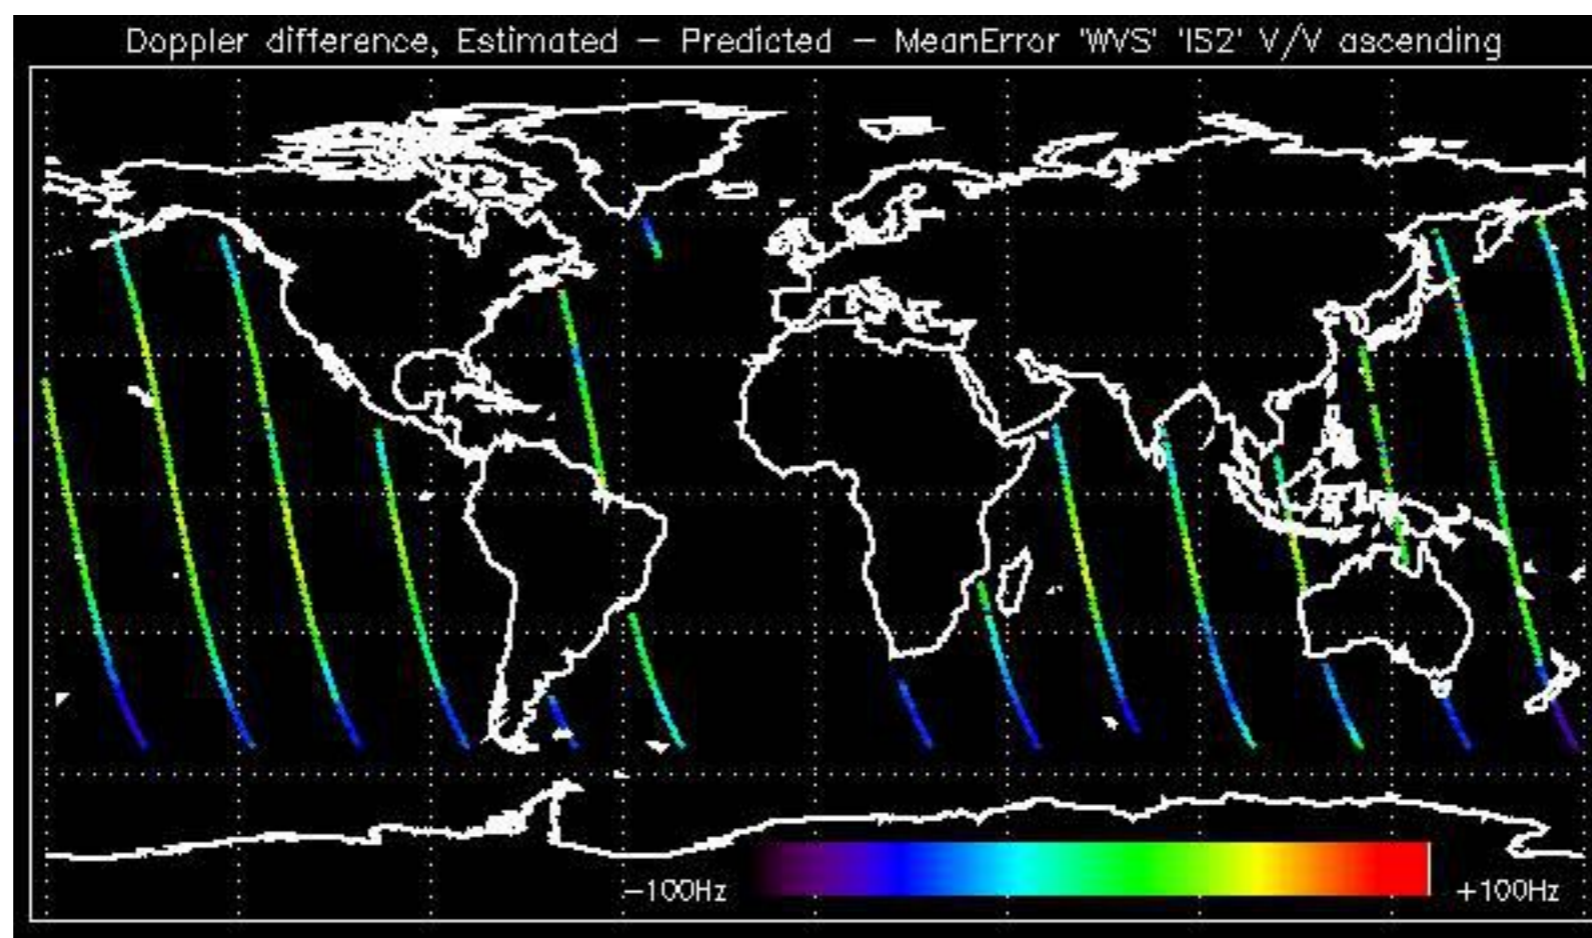 Doppler difference, Estimated – Predicted – MeanError 'WVS' 'IS2' V/V ascending
–100Hz +100Hz